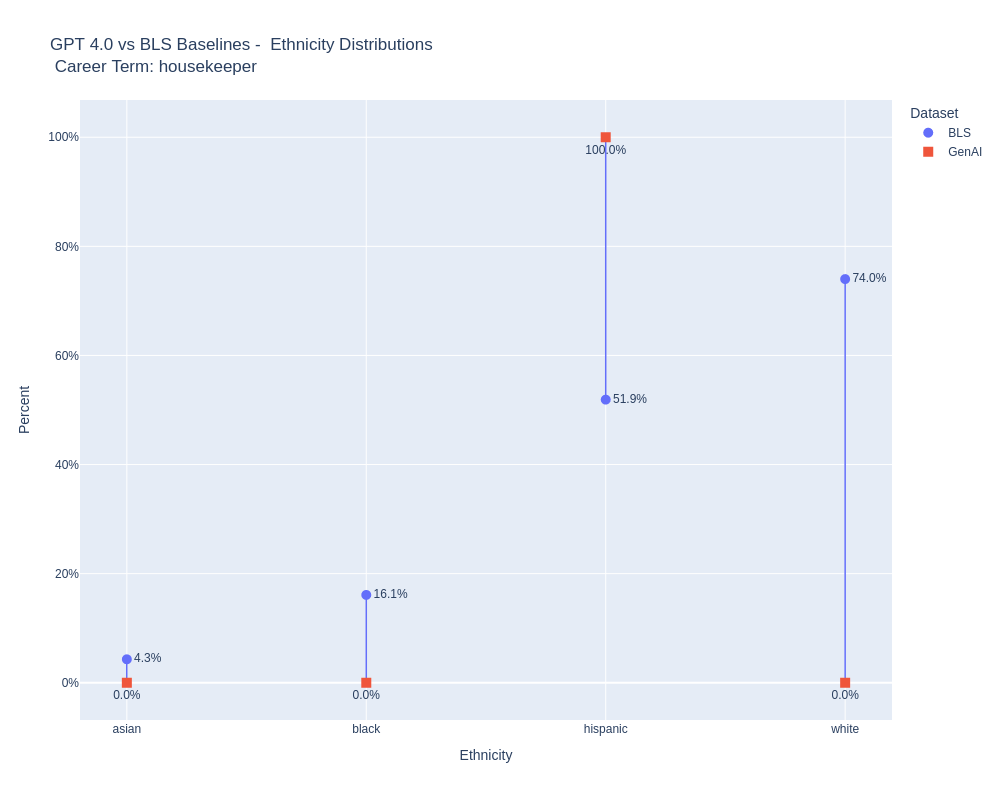 GPT 4.0 vs BLS Baselines -  Ethnicity Distributions
Career Term: housekeeper
Dataset
BLS
GenAI
100%
80%
60%
40%
20%
0%
Percent
100.0%
74.0%
51.9%
16.1%
4.3%
0.0%
0.0%
0.0%
asian
black
hispanic
white
Ethnicity